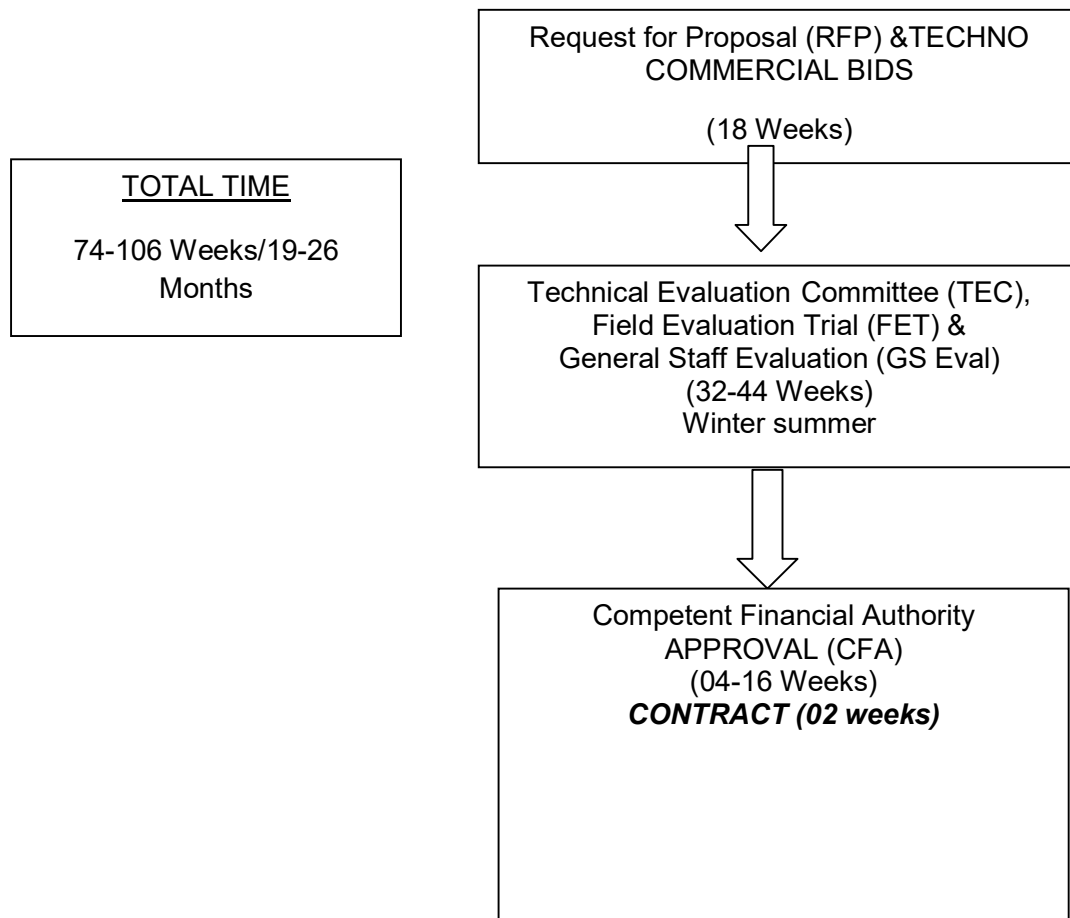 Request for Proposal (RFP) &TECHNO
COMMERCIAL BIDS
(18 Weeks)
TOTAL TIME
74-106 Weeks/19-26
Months
Technical Evaluation Committee (TEC),
Field Evaluation Trial (FET) &
General Staff Evaluation (GS Eval)
(32-44 Weeks)
Winter summer
Competent Financial Authority
APPROVAL (CFA)
(04-16 Weeks)
CONTRACT (02 weeks)